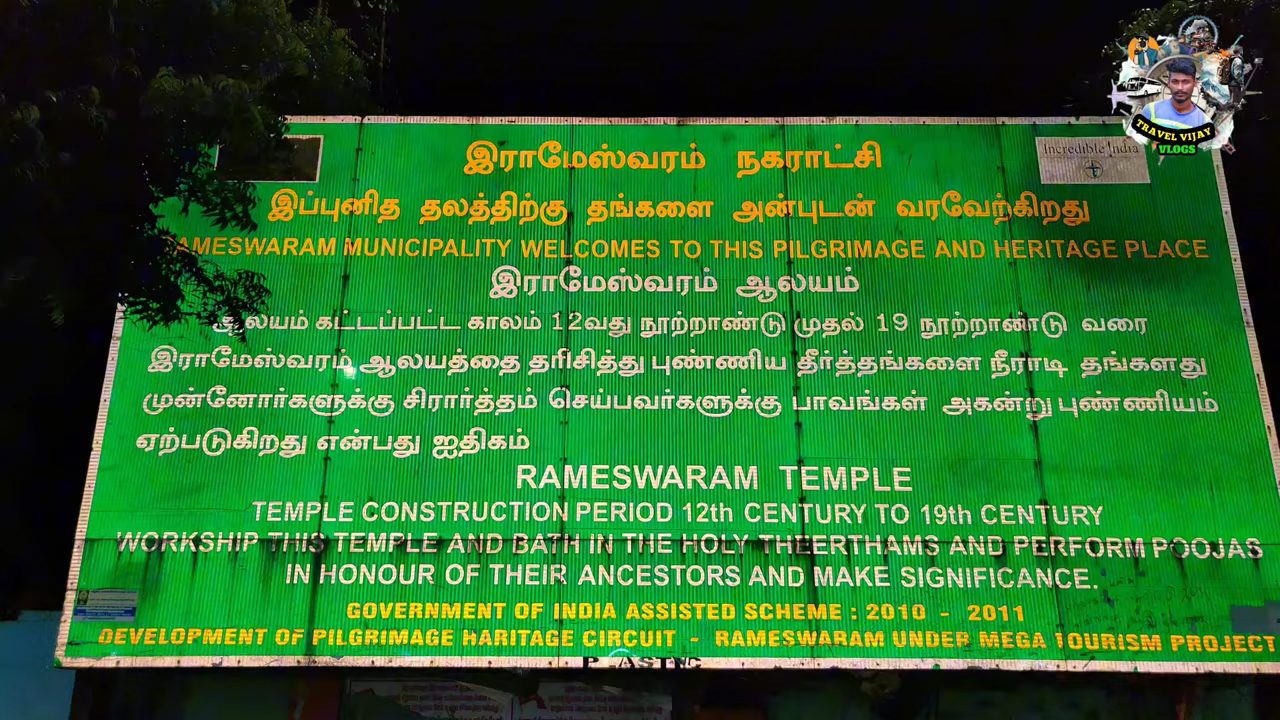 TRAVEL VIJAY
VLOGS
Incredible India
இராமேஸ்வரம் நகராட்சி
இப்புனித தலத்திற்கு தங்களை அன்புடன் வரவேற்கிறது
RAMESWARAM MUNICIPALITY WELCOMES TO THIS PILGRIMAGE AND HERITAGE PLACE
இராமேஸ்வரம் ஆலயம்
ஆலயம் கட்டப்பட்ட காலம் 12வது நூற்றாண்டு முதல் 19 நூற்றாண்டு வரை
இராமேஸ்வரம் ஆலயத்தை தரிசித்து புண்ணிய தீர்த்தங்களை நீராடி தங்களது
முன்னோர்களுக்கு சிரார்த்தம் செய்பவர்களுக்கு பாவங்கள் அகன்று புண்ணியம்
ஏற்படுகிறது என்பது ஐதிகம்
RAMESWARAM TEMPLE
TEMPLE CONSTRUCTION PERIOD 12th CENTURY TO 19th CENTURY
WORKSHIP THIS TEMPLE AND BATH IN THE HOLY THEERTHAMS AND PERFORM POOJAS
IN HONOUR OF THEIR ANCESTORS AND MAKE SIGNIFICANCE.
GOVERNMENT OF INDIA ASSISTED SCHEME : 2010 - 2011
DEVELOPMENT OF PILGRIMAGE HARITAGE CIRCUIT - RAMESWARAM UNDER MEGA TOURISM PROJECT